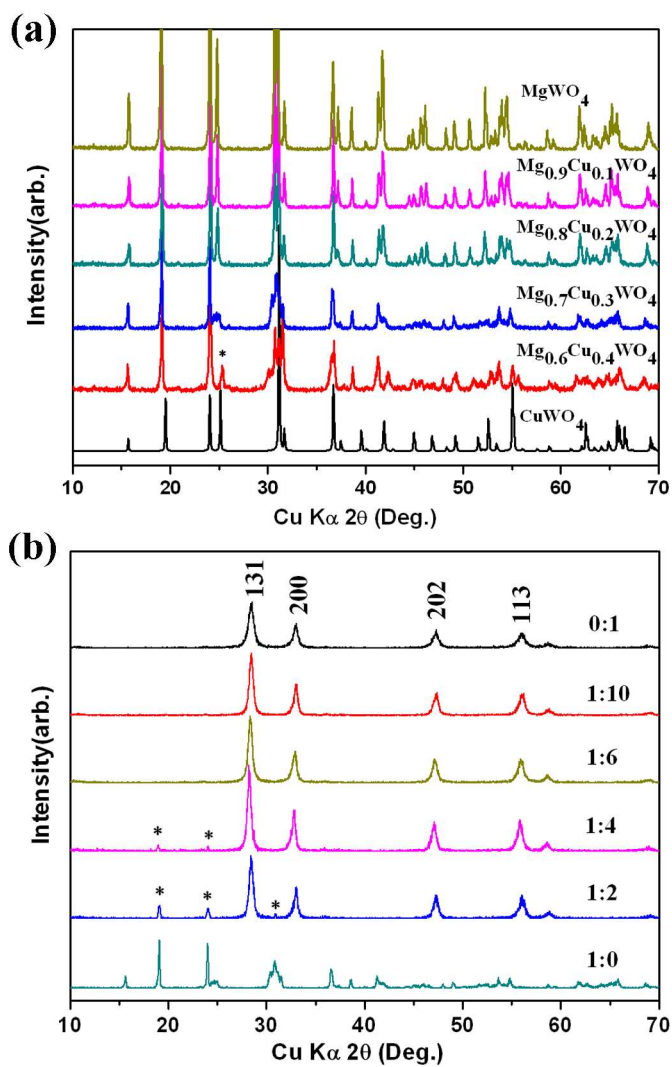 (a)
MgWO4
Mg0.9Cu0.1WO4
Mg0.8Cu0.2WO4
Mg0.7Cu0.3WO4
*
Mg0.6Cu0.4WO4
CuWO4
Intensity(arb.)
10 20 30 40 50 60 70
Cu Kα 2θ (Deg.)
(b)
131 200 202 113
0:1
1:10
1:6
* * 1:4
* * * 1:2
1:0
Intensity(arb.)
10 20 30 40 50 60 70
Cu Kα 2θ (Deg.)